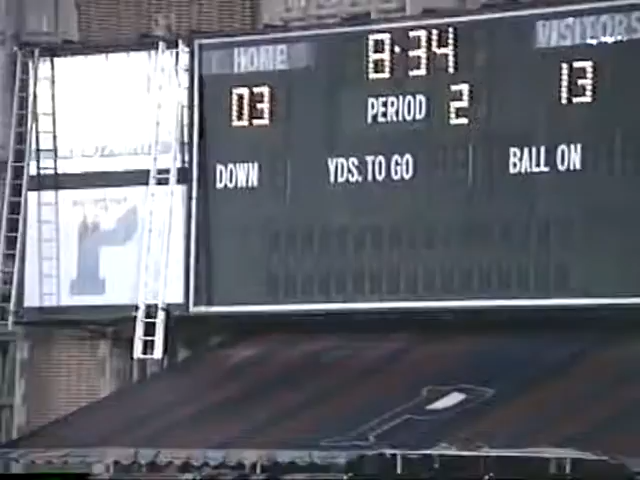 HOME 8:34 VISITORS
03 PERIOD 2 13
DOWN YDS. TO GO BALL ON
P